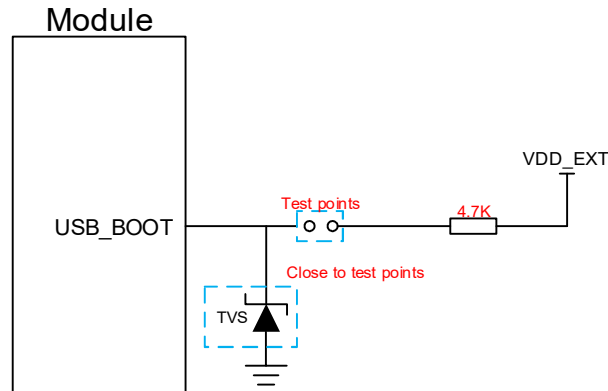 Module
VDD_EXT
Test points
4.7K
USB_BOOT
Close to test points
TVS